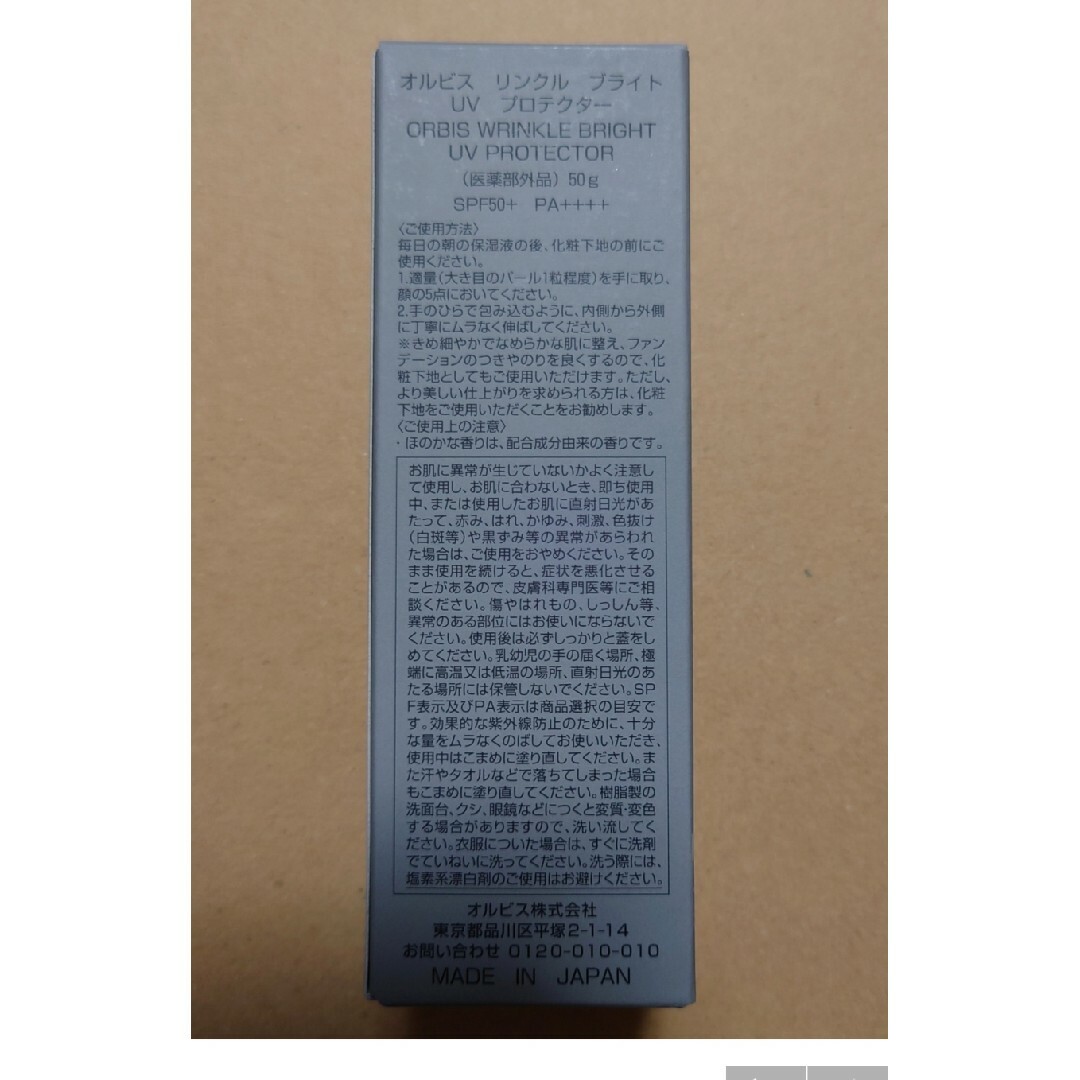 オルビス リンクル ブライト
UV プロテクター
ORBIS WRINKLE BRIGHT
UV PROTECTOR
（医薬部外品）50g
SPF50+ PA++++
〈ご使用方法〉
毎日の朝の保湿液の後、化粧下地の前にご
使用ください。
1.適量（大き目のパール1粒程度）を手に取り、
顔の5点においてください。
2.手のひらで包み込むように、内側から外側
に丁寧にムラなく伸ばしてください。
※きめ細やかでなめらかな肌に整え、ファン
デーションのつきやのりを良くするので、化
粧下地としてもご使用いただけます。ただし、
より美しい仕上がりを求められる方は、化粧
下地をご使用いただくことをお勧めします。
〈ご使用上の注意〉
・ほのかな香りは、配合成分由来の香りです。
お肌に異常が生じていないかよく注意し
て使用し、お肌に合わないとき、即ち使用
中、または使用したお肌に直射日光があ
たって、赤み、はれ、かゆみ、刺激、色抜け
（白斑等）や黒ずみ等の異常があらわれ
た場合は、ご使用をおやめください。その
まま使用を続けると、症状を悪化させる
ことがあるので、皮膚科専門医等にご相
談ください。傷やはれもの、しっしん等、
異常のある部位にはお使いにならないで
ください。使用後は必ずしっかりと蓋をし
めてください。乳幼児の手の届く場所、極
端に高温又は低温の場所、直射日光のあ
たる場所には保管しないでください。SP
F表示及びPA表示は商品選択の目安で
す。効果的な紫外線防止のために、十分
な量をムラなくのばしてお使いいただき、
使用中はこまめに塗り直してください。ま
た汗やタオルなどで落ちてしまった場合
もこまめに塗り直してください。樹脂製の
洗面台、クシ、眼鏡などにつくと変質・変色
する場合がありますので、洗い流してく
ださい。衣服についた場合は、すぐに洗剤
でていねいに洗ってください。洗う際には、
塩素系漂白剤のご使用はお避けください。
オルビス株式会社
東京都品川区平塚2-1-14
お問い合わせ 0120-010-010
MADE IN JAPAN